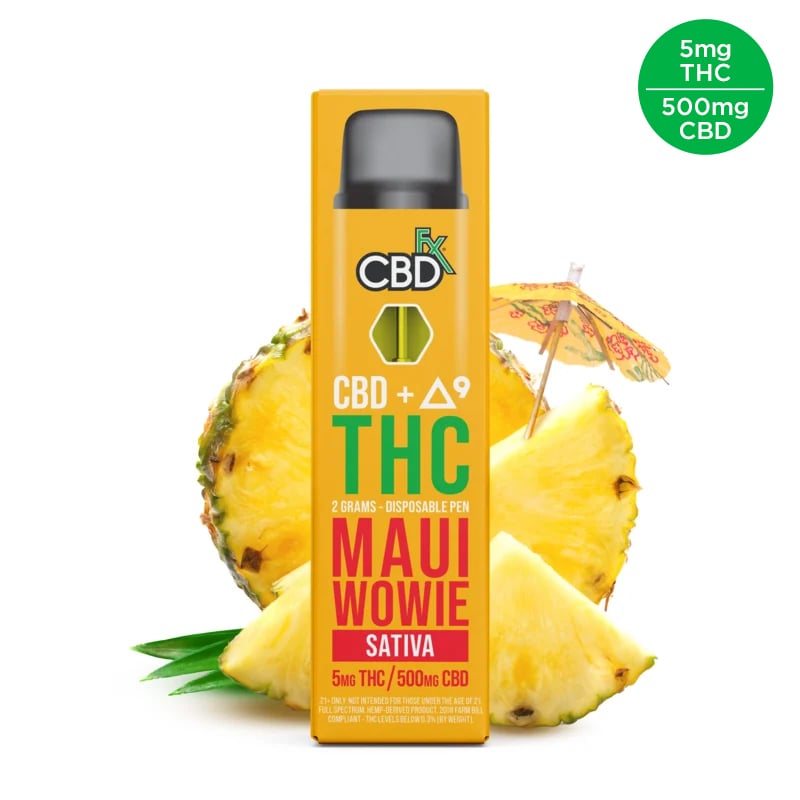 5mg
THC
500mg
CBD
CBD FX
CBD + Δ9
THC
2 GRAMS - DISPOSABLE PEN
MAUI
WOWIE
SATIVA
5MG THC/500MG CBD
21+ ONLY. NOT INTENDED FOR THOSE UNDER THE AGE OF 21.
FULL SPECTRUM, HEMP-DERIVED PRODUCT. 2018 FARM BILL
COMPLIANT - THC LEVELS BELOW 0.3% (BY WEIGHT).